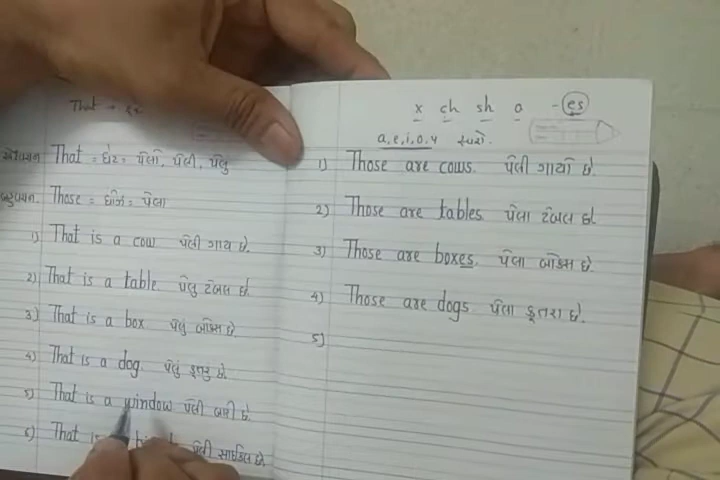 That =
એકવચન That = ધેટ = પેલો, પેલી, પેલુ
બહુવચન. Those = ધોઝ = પેલા
1) That is a cow પેલી ગાય છે.
2) That is a table પેલુ ટેબલ છે.
3) That is a box પેલું બોક્સ છે.
4) That is a dog. પેલું કૂતરું છે.
5) That is a window પેલી બારી છે.
6) That is પેલી સાઈકલ છે.
x ch sh o - es
a, e, i, o, u સ્વરો.
1) Those are cows. પેલી ગાયો છે.
2) Those are tables પેલા ટેબલ છે.
3) Those are boxes. પેલા બોક્સ છે.
4) Those are dogs. પેલા કૂતરા છે.
5)